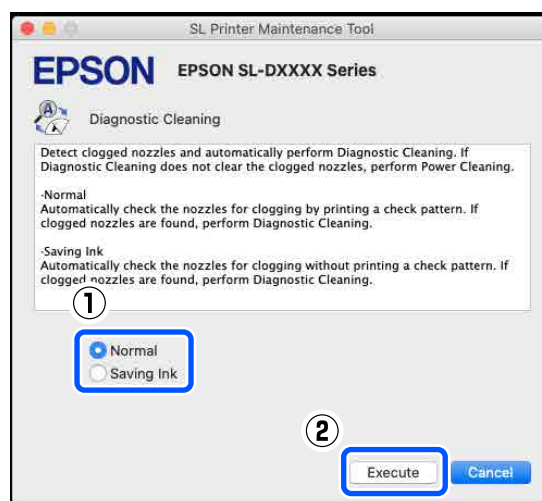 SL Printer Maintenance Tool
EPSON EPSON SL-DXXXX Series
Diagnostic Cleaning
Detect clogged nozzles and automatically perform Diagnostic Cleaning. If
Diagnostic Cleaning does not clear the clogged nozzles, perform Power Cleaning.
-Normal
Automatically check the nozzles for clogging by printing a check pattern. If
clogged nozzles are found, perform Diagnostic Cleaning.
-Saving Ink
Automatically check the nozzles for clogging without printing a check pattern. If
clogged nozzles are found, perform Diagnostic Cleaning.
①
Normal
Saving Ink
②
Execute Cancel